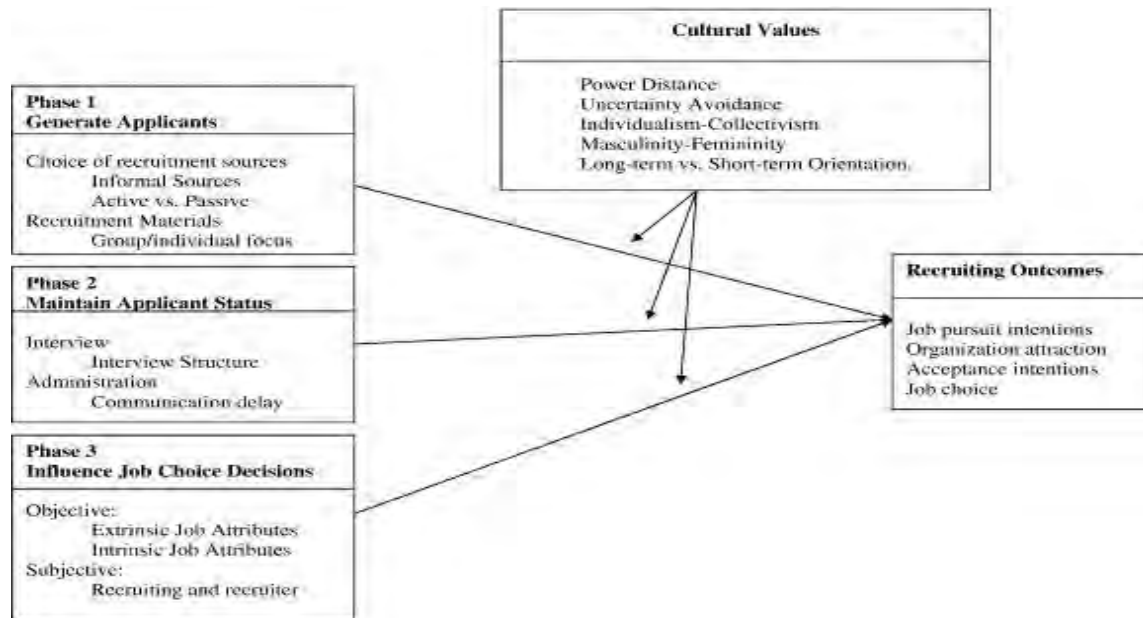 Cultural Values
Power Distance
Uncertainty Avoidance
Individualism-Collectivism
Masculinity-Femininity
Long-term vs. Short-term Orientation.
Phase 1
Generate Applicants
Choice of recruitment sources
Informal Sources
Active vs. Passive
Recruitment Materials
Group/individual focus
Phase 2
Maintain Applicant Status
Interview
Interview Structure
Administration
Communication delay
Phase 3
Influence Job Choice Decisions
Objective:
Extrinsic Job Attributes
Intrinsic Job Attributes
Subjective:
Recruiting and recruiter
Recruiting Outcomes
Job pursuit intentions
Organization attraction
Acceptance intentions
Job choice